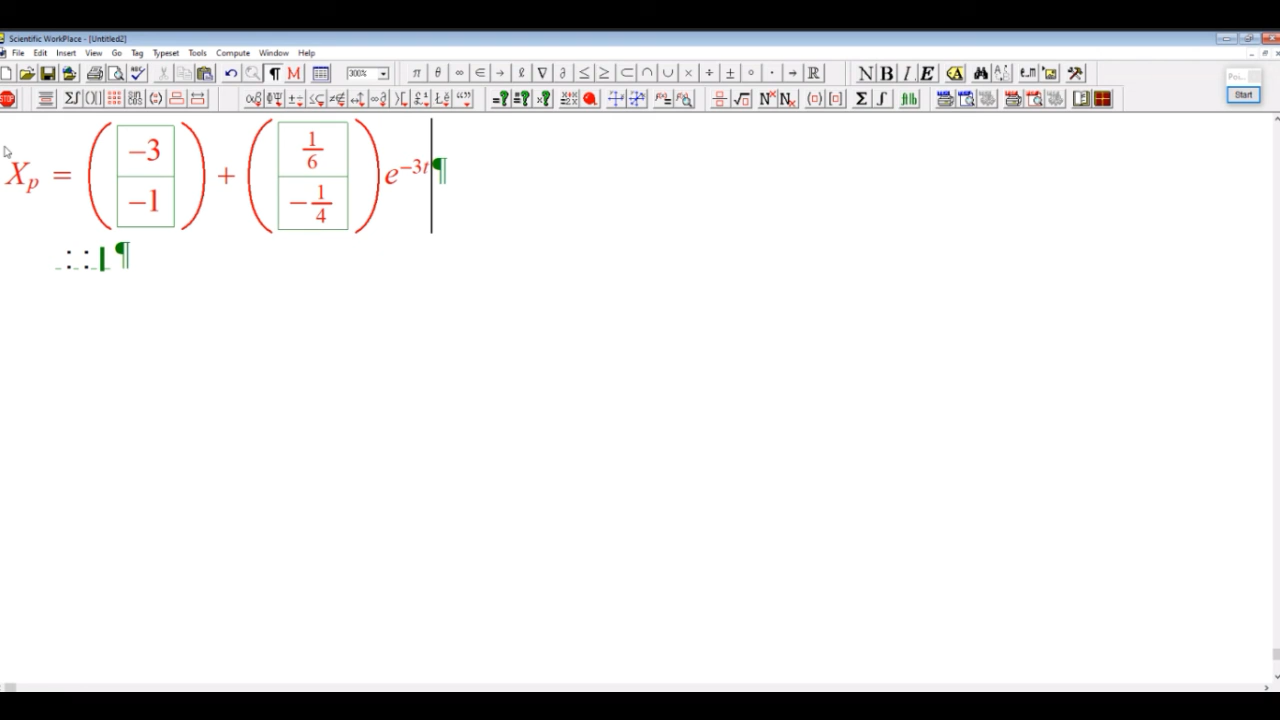 Scientific WorkPlace - [Untitled2]
File Edit Insert View Go Tag Typeset Tools Compute Window Help
300% π θ ∞ ∈ → ℓ ∇ ∂ ≤ ≥ ⊂ ∩ ∪ × ÷ ± ∘ · → ℝ N B I E
STOP
Start
X_p = ( −3 ; −1 ) + ( 1/6 ; −1/4 ) e^{−3t} ¶
: : ¶